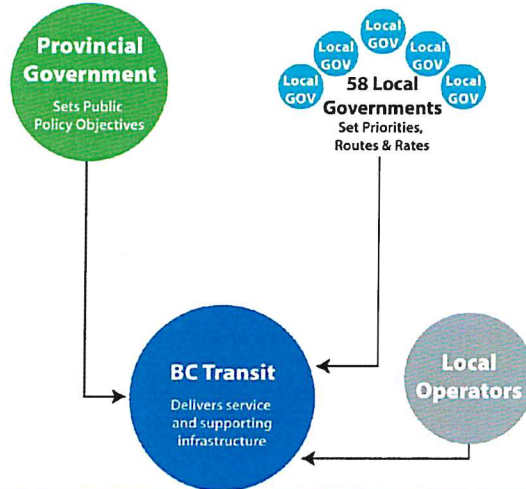 Provincial
Government
Sets Public
Policy Objectives
Local
GOV
Local
GOV
Local
GOV
Local
GOV
Local
GOV
58 Local
Governments
Set Priorities,
Routes & Rates
BC Transit
Delivers service
and supporting
infrastructure
Local
Operators